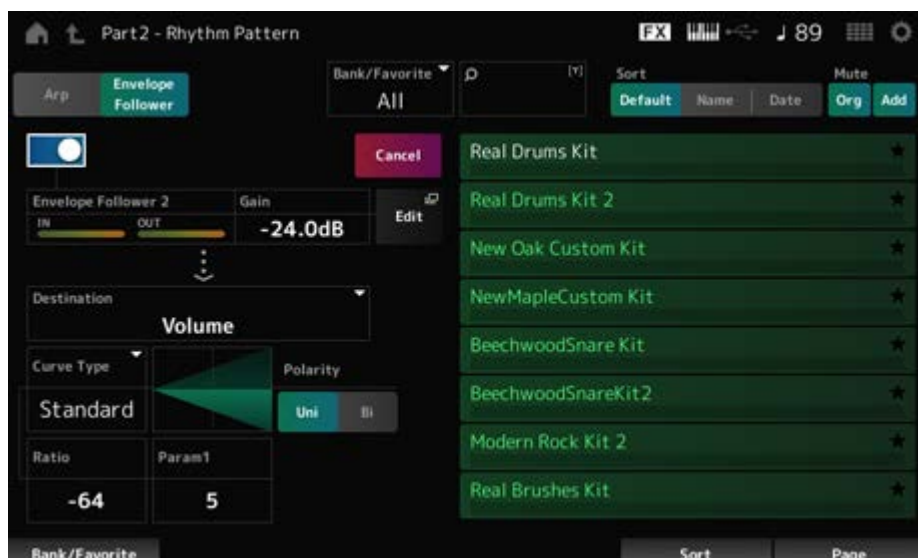 Part2 - Rhythm Pattern
FX
♩ 89
Arp
Envelope
Follower
Bank/Favorite
All
[Y]
Sort
Default
Name
Date
Mute
Org
Add
Cancel
Envelope Follower 2
IN
OUT
Gain
-24.0dB
Edit
Destination
Volume
Curve Type
Standard
Polarity
Uni
Bi
Ratio
-64
Param1
5
Real Drums Kit
Real Drums Kit 2
New Oak Custom Kit
NewMapleCustom Kit
BeechwoodSnare Kit
BeechwoodSnareKit2
Modern Rock Kit 2
Real Brushes Kit
Bank/Favorite
Sort
Page